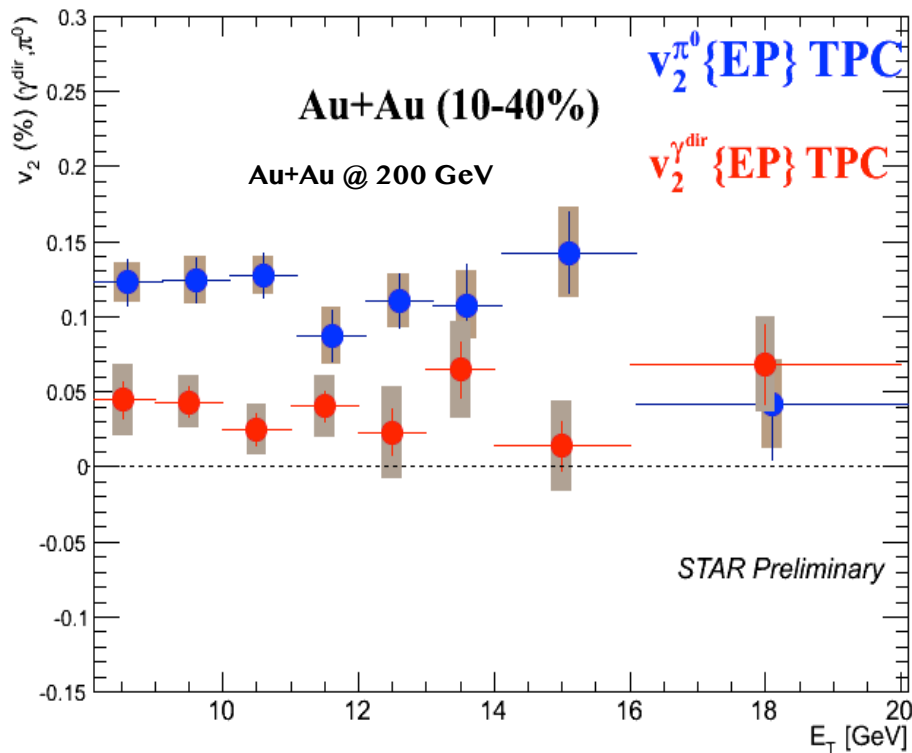 v₂ (%) (γ^dir,π⁰)
0.3
0.25
0.2
0.15
0.1
0.05
0
-0.05
-0.1
-0.15
v₂^π⁰{EP} TPC
Au+Au (10-40%)
v₂^γ^dir{EP} TPC
Au+Au @ 200 GeV
STAR Preliminary
10 12 14 16 18 20
E_T [GeV]